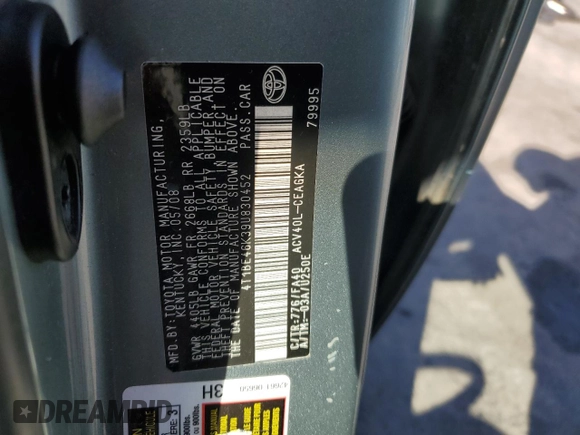 MFD.BY:TOYOTA MOTOR MANUFACTURING,
KENTUCKY, INC. 05/08
GVWR 4405LB GAWR FR 2668LB RR 2359LB
THIS VEHICLE CONFORMS TO ALL APPLICABLE
FEDERAL MOTOR VEHICLE SAFETY, BUMPER AND
THEFT PREVENTION STANDARDS IN EFFECT ON
THE DATE OF MANUFACTURE SHOWN ABOVE.
4T1BE46K39U830452 PASS.CAR
C/TR:776/FA40 ACV40L-CEAGKA
A/TM:-03A/U250E
79995
3H
DREAMBID